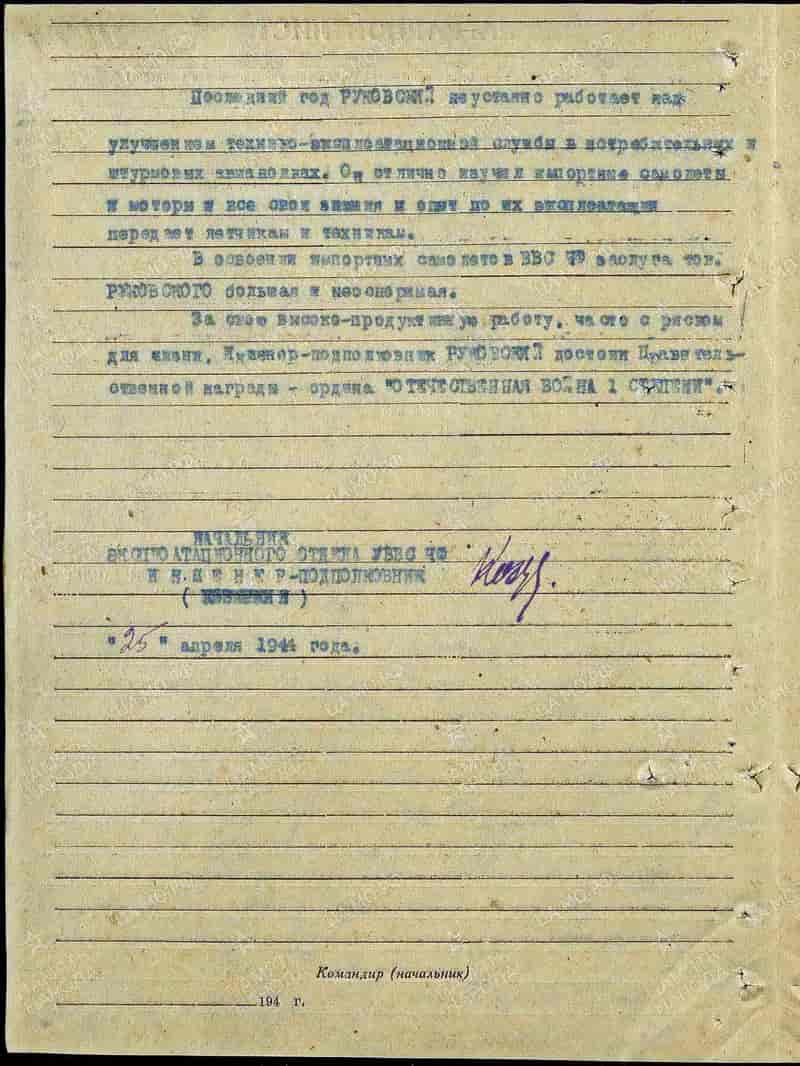 Последний год РУКОВСКИЙ неустанно работает над
улучшением технико-эксплоатационной службы в истребительных и
штурмовых авиаполках. Он отлично изучил импортные самолеты
и моторы и все свои знания и опыт по их эксплоатации
передает летчикам и техникам.
В освоении импортных самолетов ВВС ЧФ заслуга тов.
РУКОВСКОГО большая и неоспоримая.
За свою высоко-продуктивную работу, часто с риском
для жизни, Инженер-подполковник РУКОВСКИЙ достоин Правитель-
ственной награды - ордена "ОТЕЧЕСТВЕННАЯ ВОЙНА 1 СТЕПЕНИ".
НАЧАЛЬНИК
ЭКСПЛОАТАЦИОННОГО ОТДЕЛА УВВС ЧФ
ИНЖЕНЕР-ПОДПОЛКОВНИК
"25" апреля 1944 года.
Командир (начальник)
194 г.